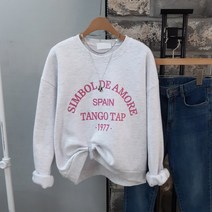 SIMBOL DE AMORE
SPAIN
TANGO TAP
-1977-